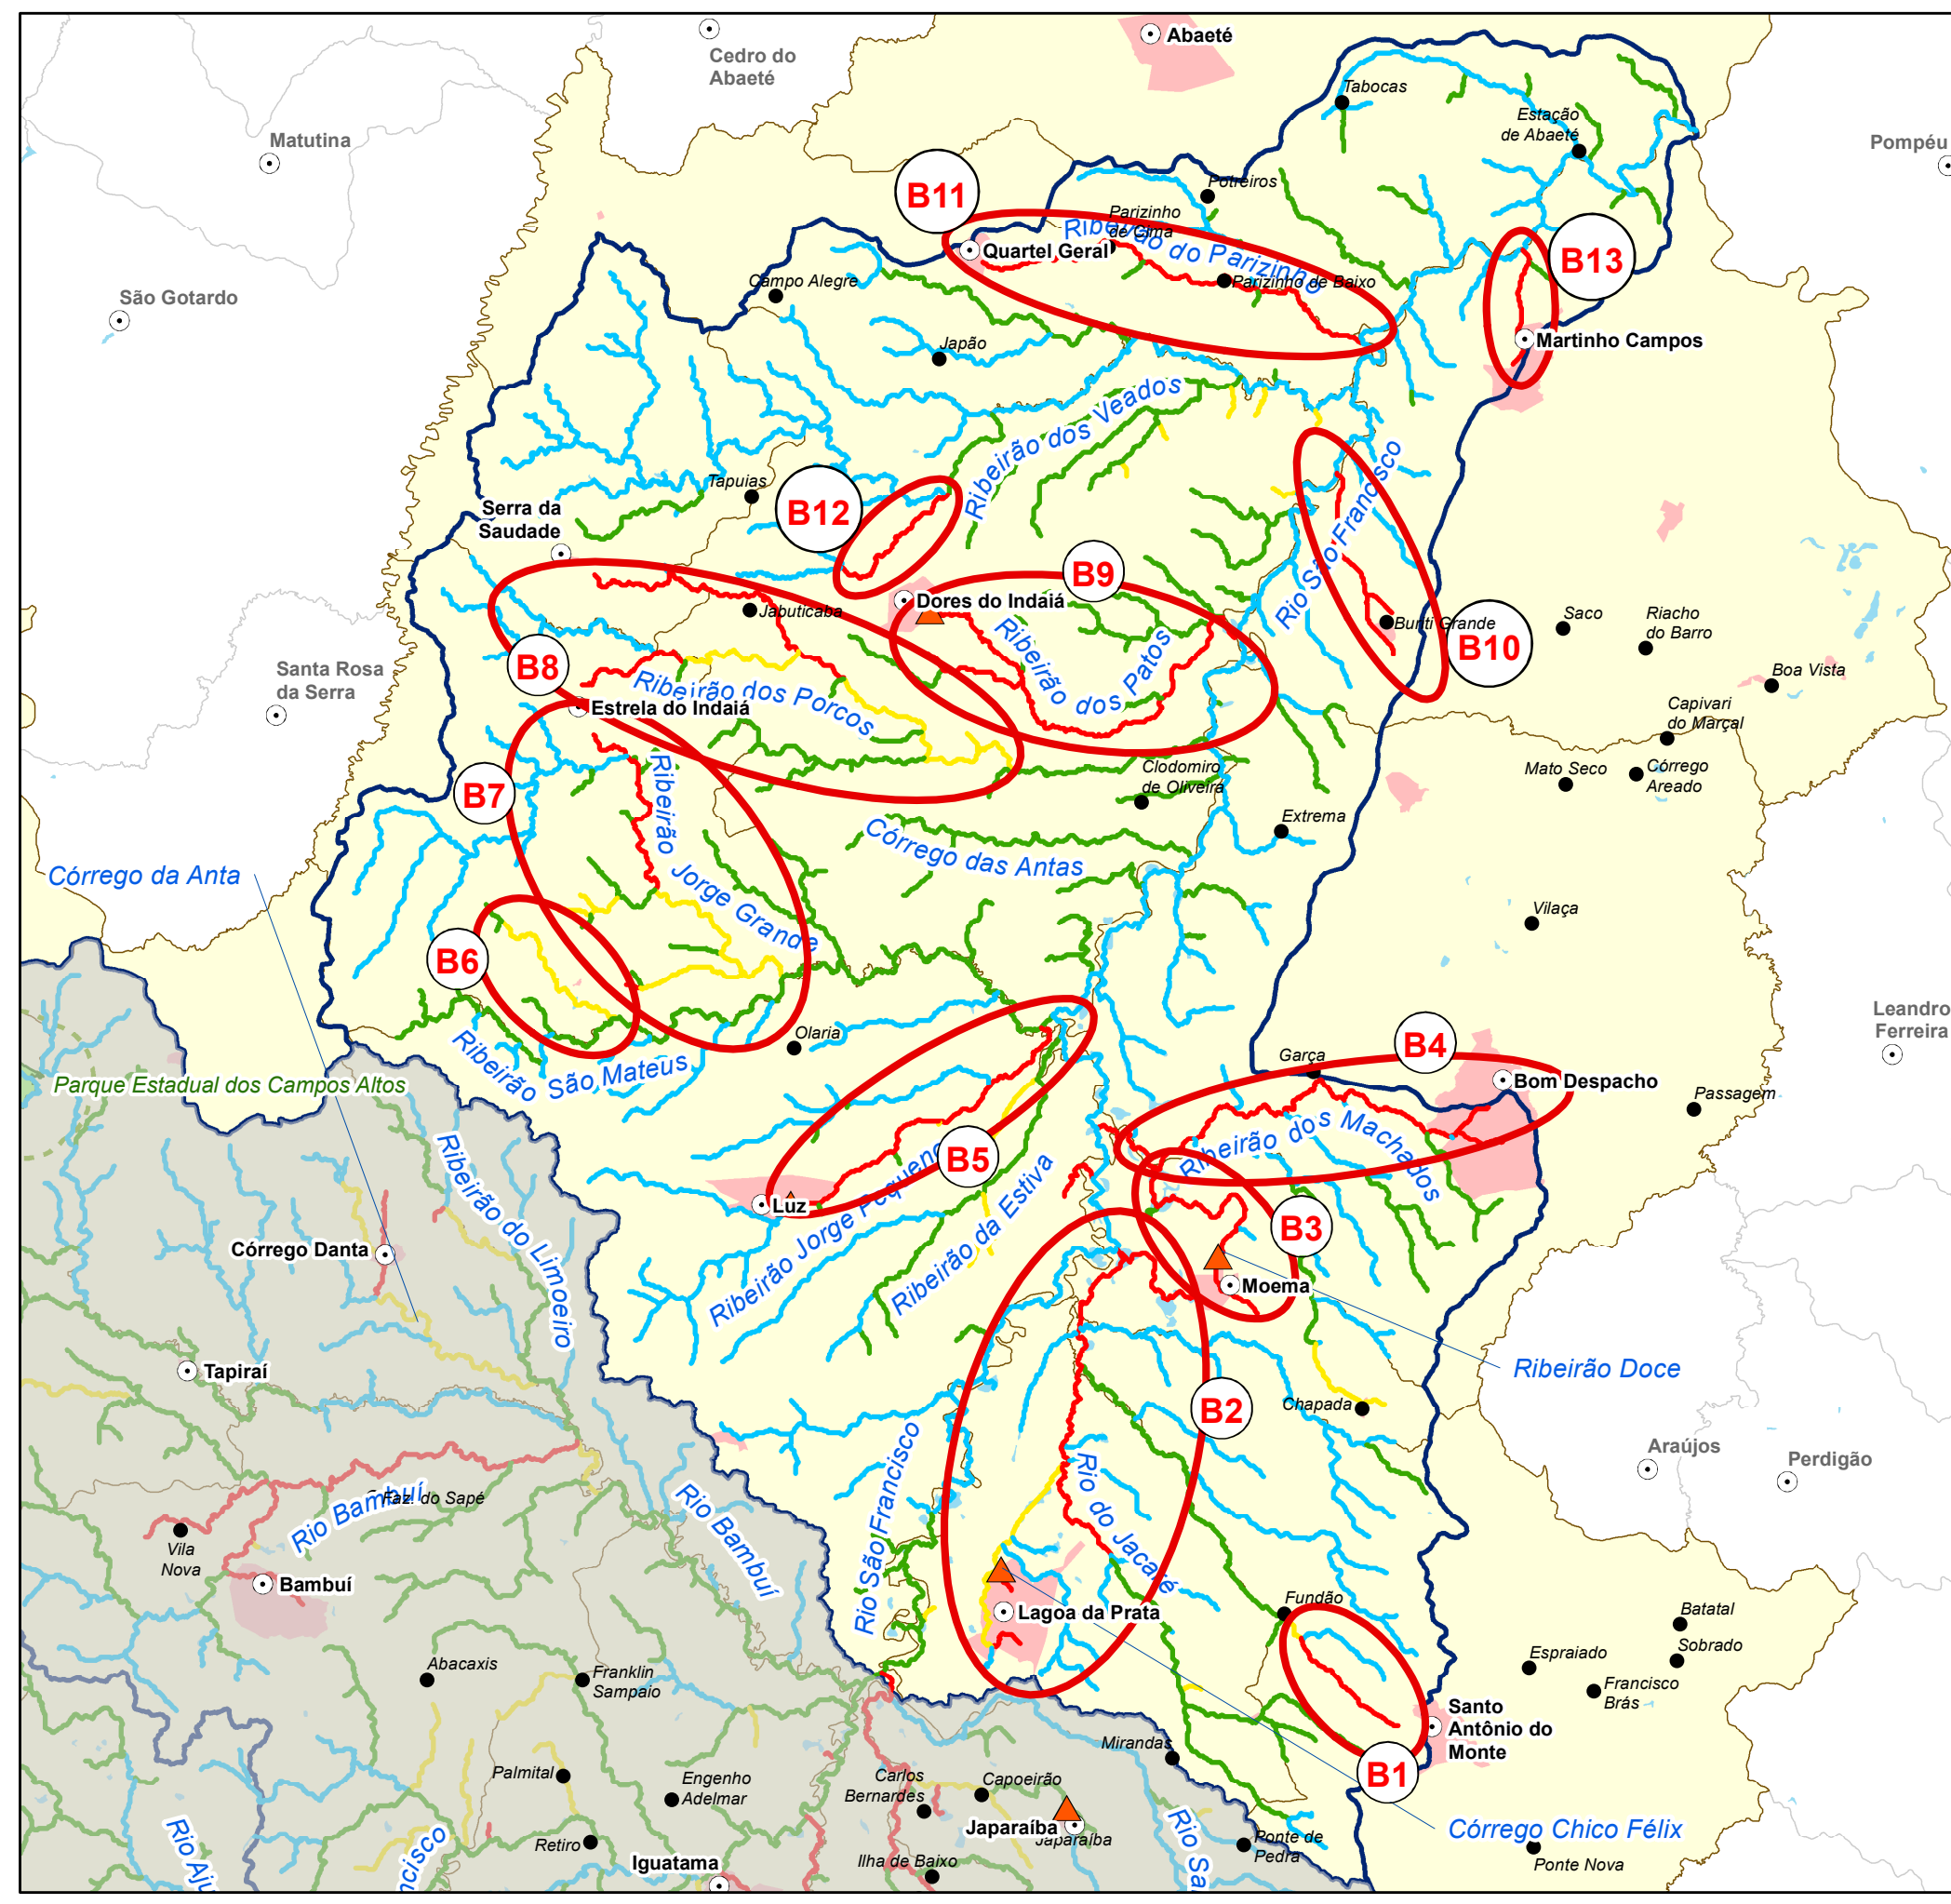 Abaeté
Cedro do
Abaeté
Tabocas
Estação
de Abaeté
Matutina
Pompéu
B11
Potreiros
Parizinho
de Cima
Ribeirão do Parizinho
Quartel Geral
B13
Campo Alegre
Parizinho de Baixo
São Gotardo
Japão
Martinho Campos
Ribeirão dos Veados
Rio São Francisco
Tapuias
B12
Serra da
Saudade
B9
Jabuticaba
Dores do Indaiá
Buriti Grande
B10
Saco
Riacho
do Barro
Ribeirão dos Patos
B8
Santa Rosa
da Serra
Boa Vista
Ribeirão dos Porcos
Estrela do Indaiá
Capivari
do Marçal
B7
Ribeirão Jorge Grande
Clodomiro
de Oliveira
Mato Seco
Córrego
Areado
Extrema
Córrego das Antas
Córrego da Anta
Vilaça
B6
Olaria
Leandro
Ferreira
B4
Garça
Ribeirão São Mateus
Parque Estadual dos Campos Altos
Bom Despacho
Passagem
Ribeirão dos Machados
B5
Ribeirão do Limoeiro
Luz
Ribeirão Jorge Pequeno
Ribeirão da Estiva
B3
Córrego Danta
Moema
Tapiraí
Ribeirão Doce
B2
Chapada
Araújos
Perdigão
Rio São Francisco
Rio do Jacaré
Rio Bambuí
Faz. do Sapé
Rio Bambuí
Vila
Nova
Bambuí
Lagoa da Prata
Fundão
Batatal
Sobrado
Espraiado
Francisco
Brás
Abacaxis
Franklin
Sampaio
Santo
Antônio do
Monte
B1
Mirandas
Palmital
Engenho
Adelmar
Carlos
Bernardes
Capoeirão
Japaraíba
Japaraíba
Córrego Chico Félix
Retiro
Ponte de
Pedra
Ponte Nova
Ilha de Baixo
Iguatama
Rio Aju
ncisco
Rio Sa